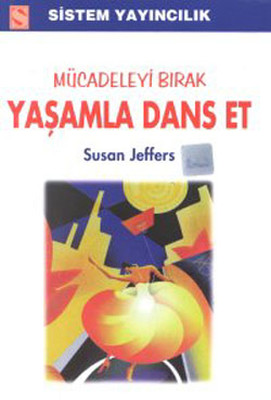 SİSTEM YAYINCILIK
MÜCADELEYİ BIRAK
YAŞAMLA DANS ET
Susan Jeffers